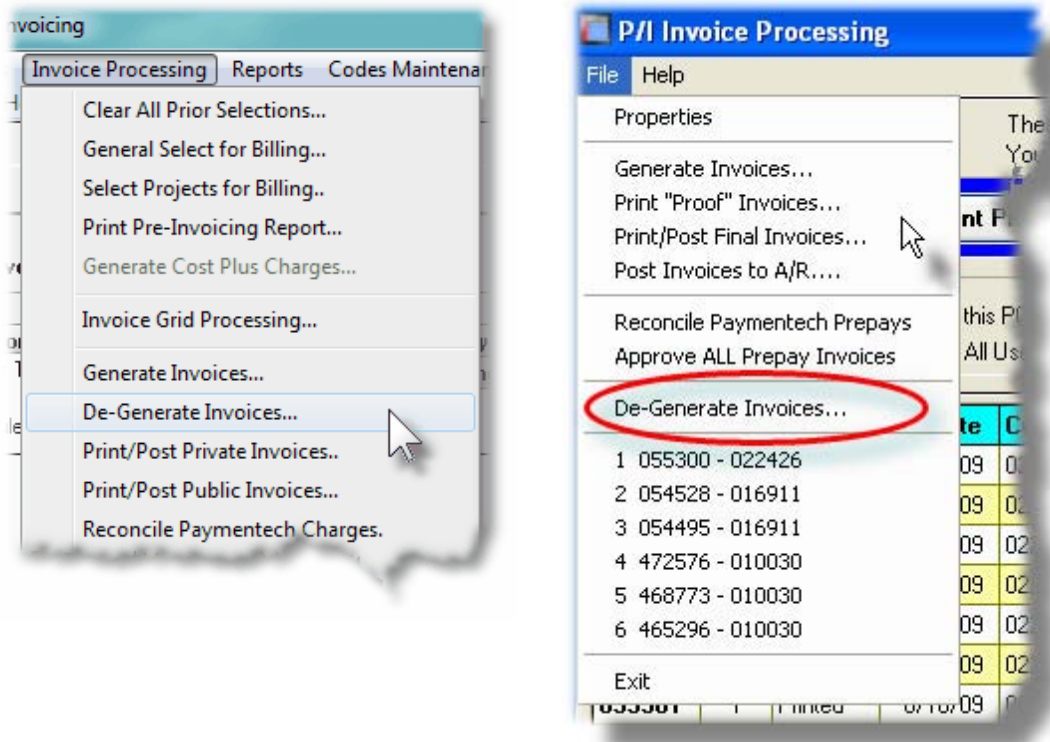 Invoice Processing Reports Codes
Clear All Prior Selections...
General Select for Billing...
Select Projects for Billing..
Print Pre-Invoicing Report...
Generate Cost Plus Charges...
Invoice Grid Processing...
Generate Invoices...
De-Generate Invoices...
Print/Post Private Invoices..
Print/Post Public Invoices...
Reconcile Paymentech Charges.
P/I Invoice Processing
File Help
Properties
The
Generate Invoices...
Print "Proof" Invoices...
Print/Post Final Invoices...
Post Invoices to A/R....
Reconcile Paymentech Prepays
this
Approve ALL Prepay Invoices
All
De-Generate Invoices...
1 055300 - 022426
2 054528 - 016911
3 054495 - 016911
4 472576 - 010030
5 468773 - 010030
6 465296 - 010030
Exit